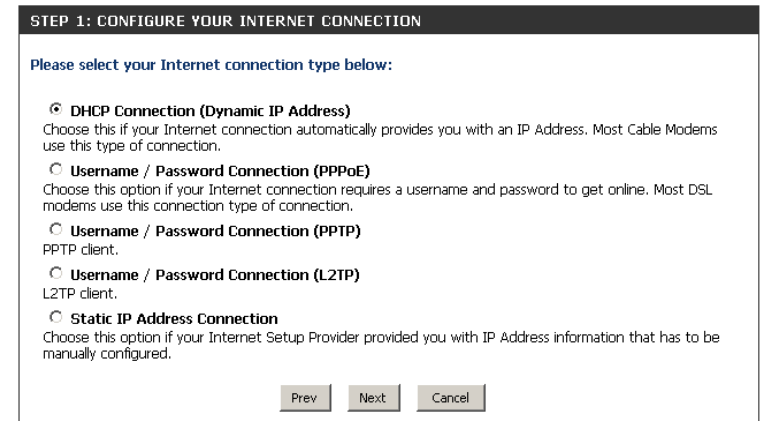 STEP 1: CONFIGURE YOUR INTERNET CONNECTION
Please select your Internet connection type below:
DHCP Connection (Dynamic IP Address)
Choose this if your Internet connection automatically provides you with an IP Address. Most Cable Modems
use this type of connection.
Username / Password Connection (PPPoE)
Choose this option if your Internet connection requires a username and password to get online. Most DSL
modems use this connection type of connection.
Username / Password Connection (PPTP)
PPTP client.
Username / Password Connection (L2TP)
L2TP client.
Static IP Address Connection
Choose this option if your Internet Setup Provider provided you with IP Address information that has to be
manually configured.
Prev Next Cancel